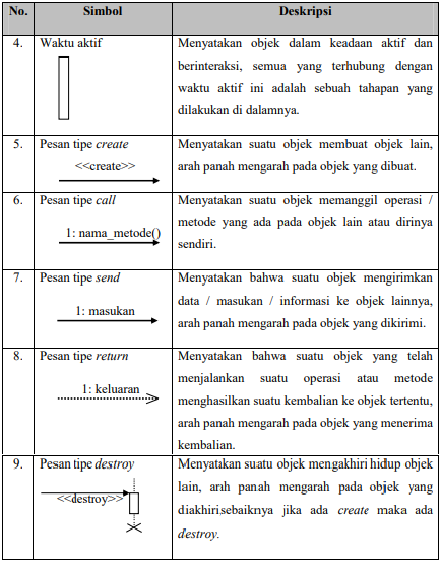 No. Simbol Deskripsi
4. Waktu aktif Menyatakan objek dalam keadaan aktif dan
berinteraksi, semua yang terhubung dengan
waktu aktif ini adalah sebuah tahapan yang
dilakukan di dalamnya.
5. Pesan tipe create Menyatakan suatu objek membuat objek lain,
<<create>> arah panah mengarah pada objek yang dibuat.
6. Pesan tipe call Menyatakan suatu objek memanggil operasi /
metode yang ada pada objek lain atau dirinya
1: nama_metode()
sendiri.
7. Pesan tipe send Menyatakan bahwa suatu objek mengirimkan
data / masukan / informasi ke objek lainnya,
1: masukan
arah panah mengarah pada objek yang dikirimi.
8. Pesan tipe return Menyatakan bahwa suatu objek yang telah
menjalankan suatu operasi atau metode
1: keluaran menghasilkan suatu kembalian ke objek tertentu,
arah panah mengarah pada objek yang menerima
kembalian.
9. Pesan tipe destroy Menyatakan suatu objek mengakhiri hidup objek
lain, arah panah mengarah pada objek yang
<<destroy>> diakhiri,sebaiknya jika ada create maka ada
destroy.